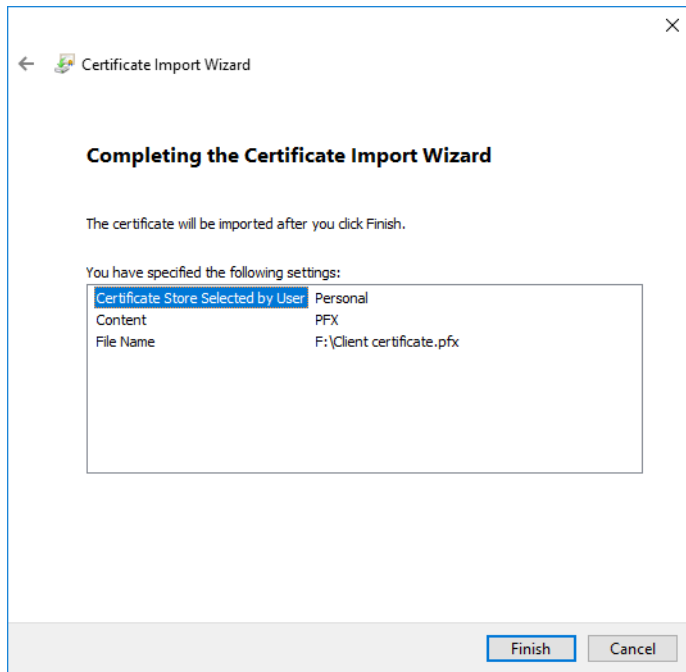 Certificate Import Wizard
Completing the Certificate Import Wizard
The certificate will be imported after you click Finish.
You have specified the following settings:
Certificate Store Selected by User Personal
Content PFX
File Name F:\Client certificate.pfx
Finish Cancel